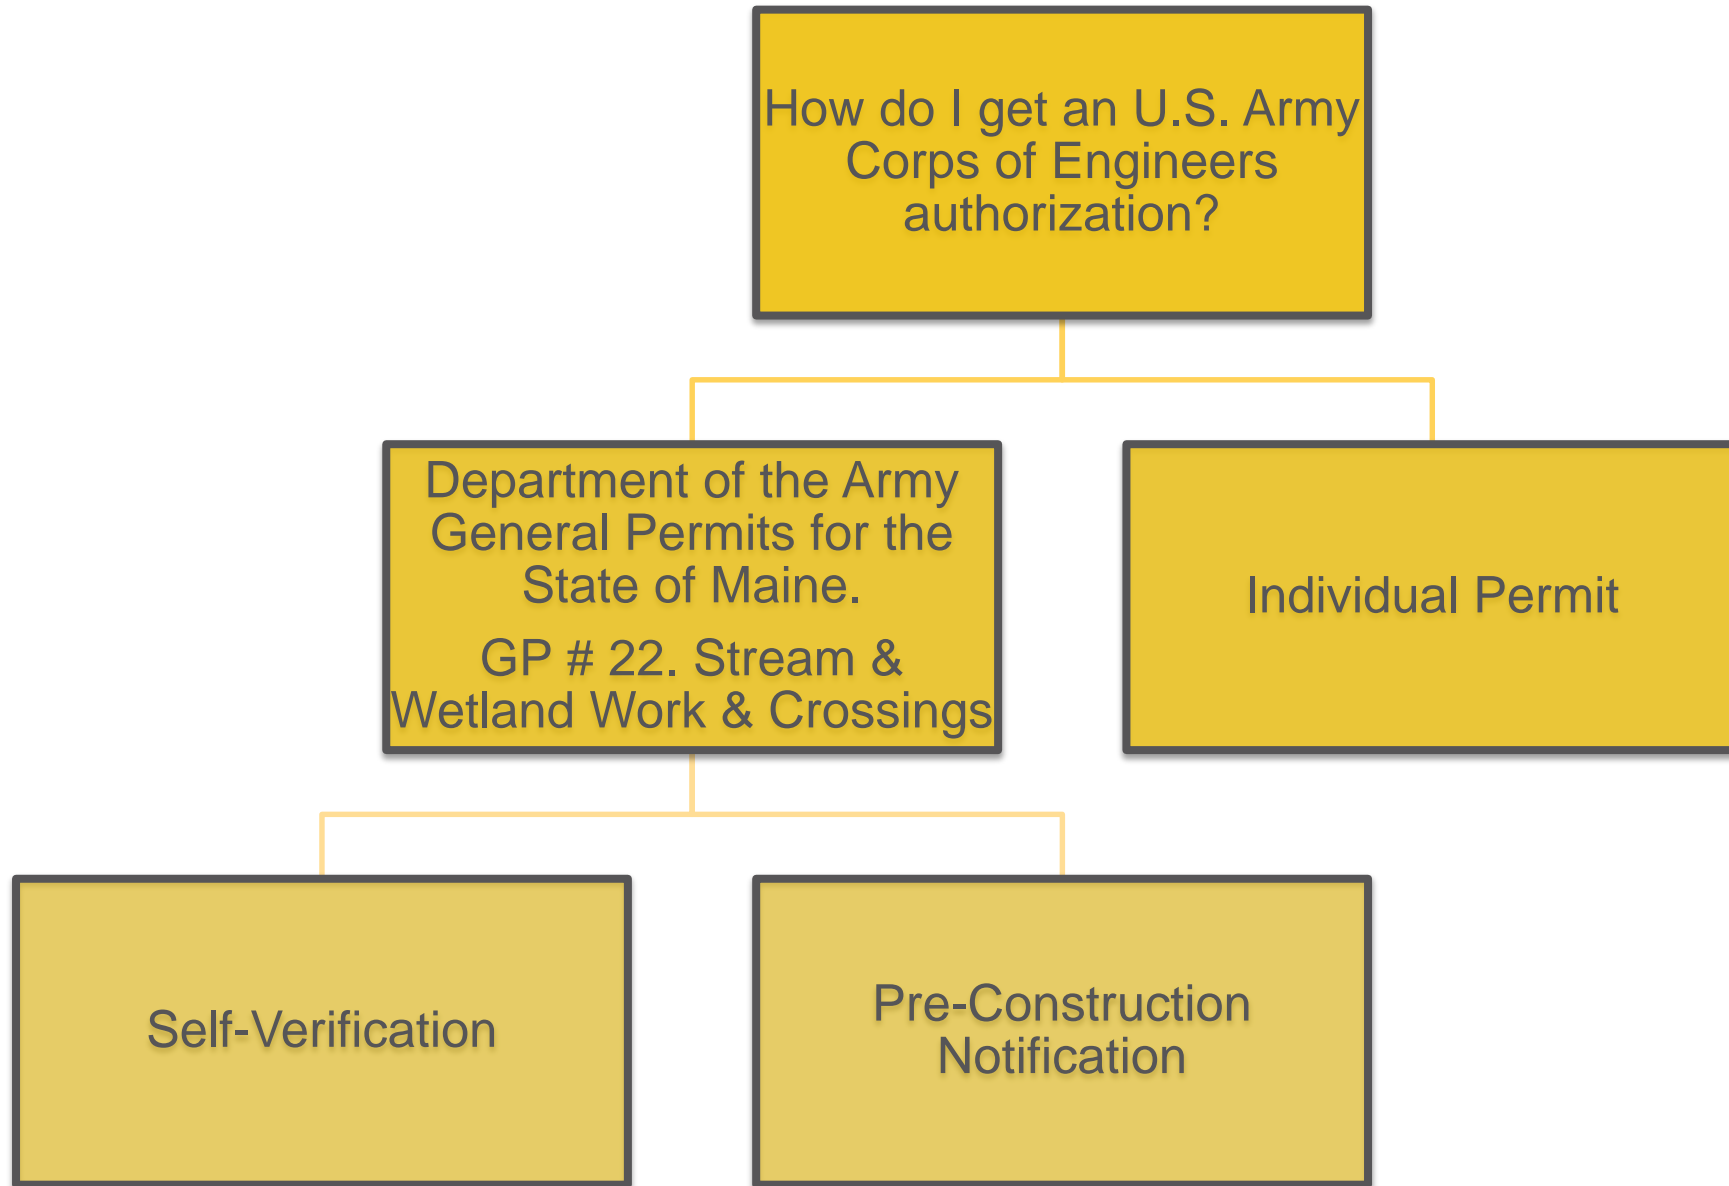 How do I get an U.S. Army
Corps of Engineers
authorization?
Department of the Army
General Permits for the
State of Maine.
GP # 22. Stream &
Wetland Work & Crossings
Individual Permit
Self-Verification
Pre-Construction
Notification